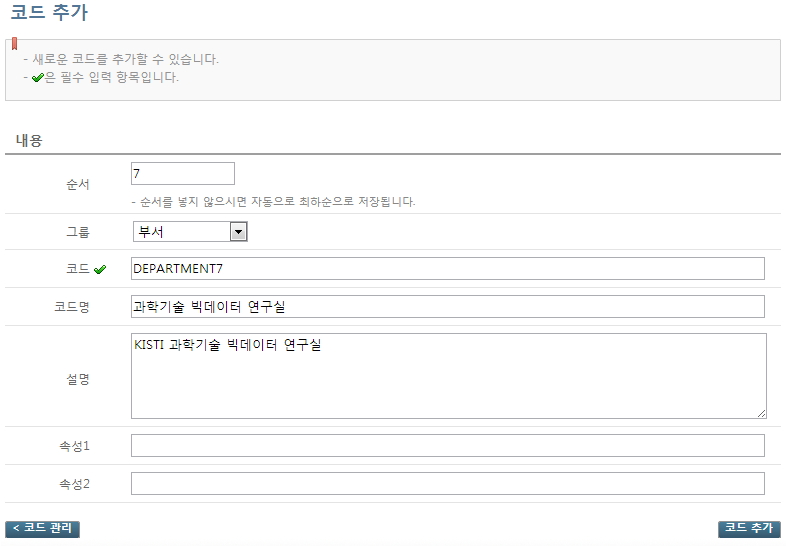 코드 추가
- 새로운 코드를 추가할 수 있습니다.
- 은 필수 입력 항목입니다.
내용
순서 7
- 순서를 넣지 않으시면 자동으로 최하순으로 저장됩니다.
그룹 부서
코드 DEPARTMENT7
코드명 과학기술 빅데이터 연구실
설명 KISTI 과학기술 빅데이터 연구실
속성1
속성2
< 코드 관리 코드 추가